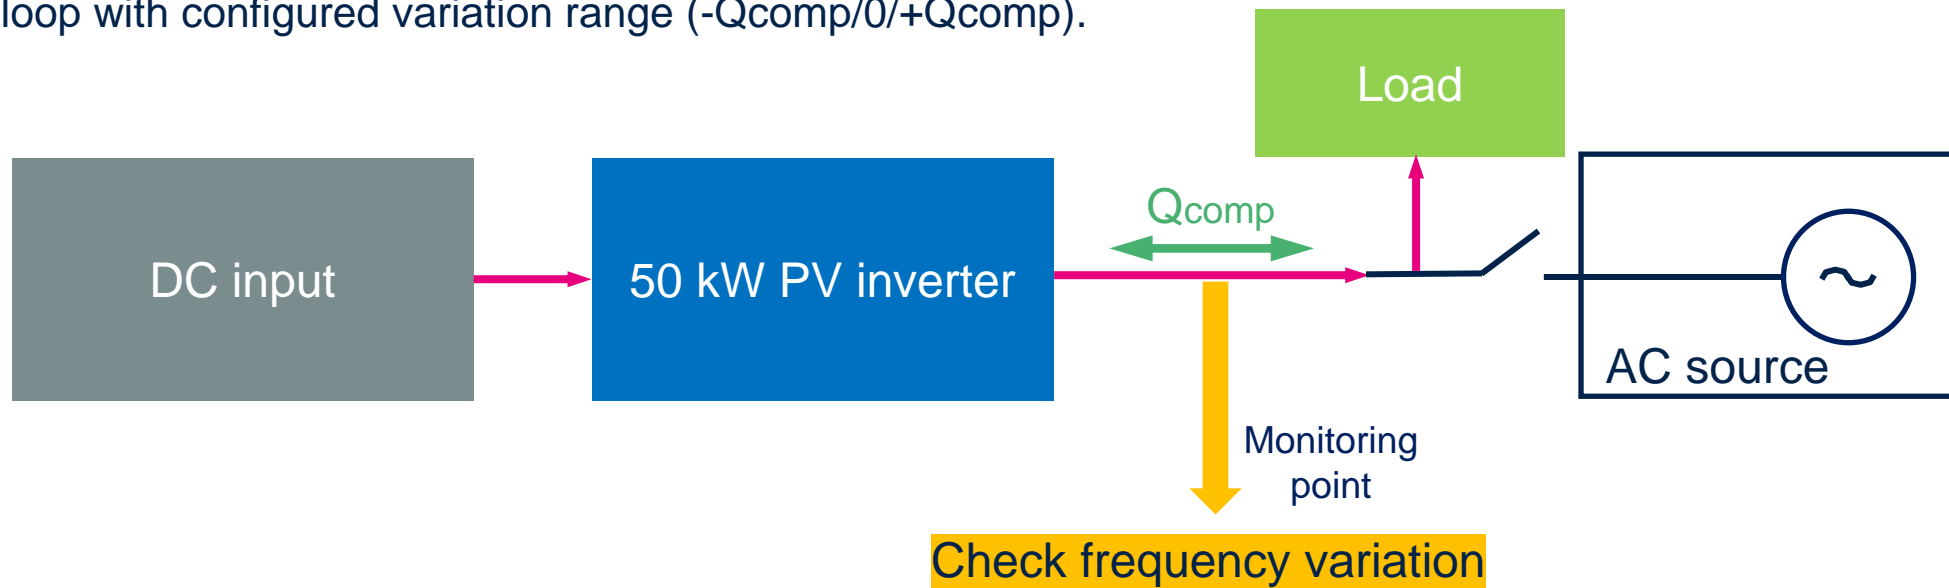 loop with configured variation range (-Qcomp/0/+Qcomp).
Load
Qcomp
DC input
50 kW PV inverter
AC source
Monitoring
point
Check frequency variation